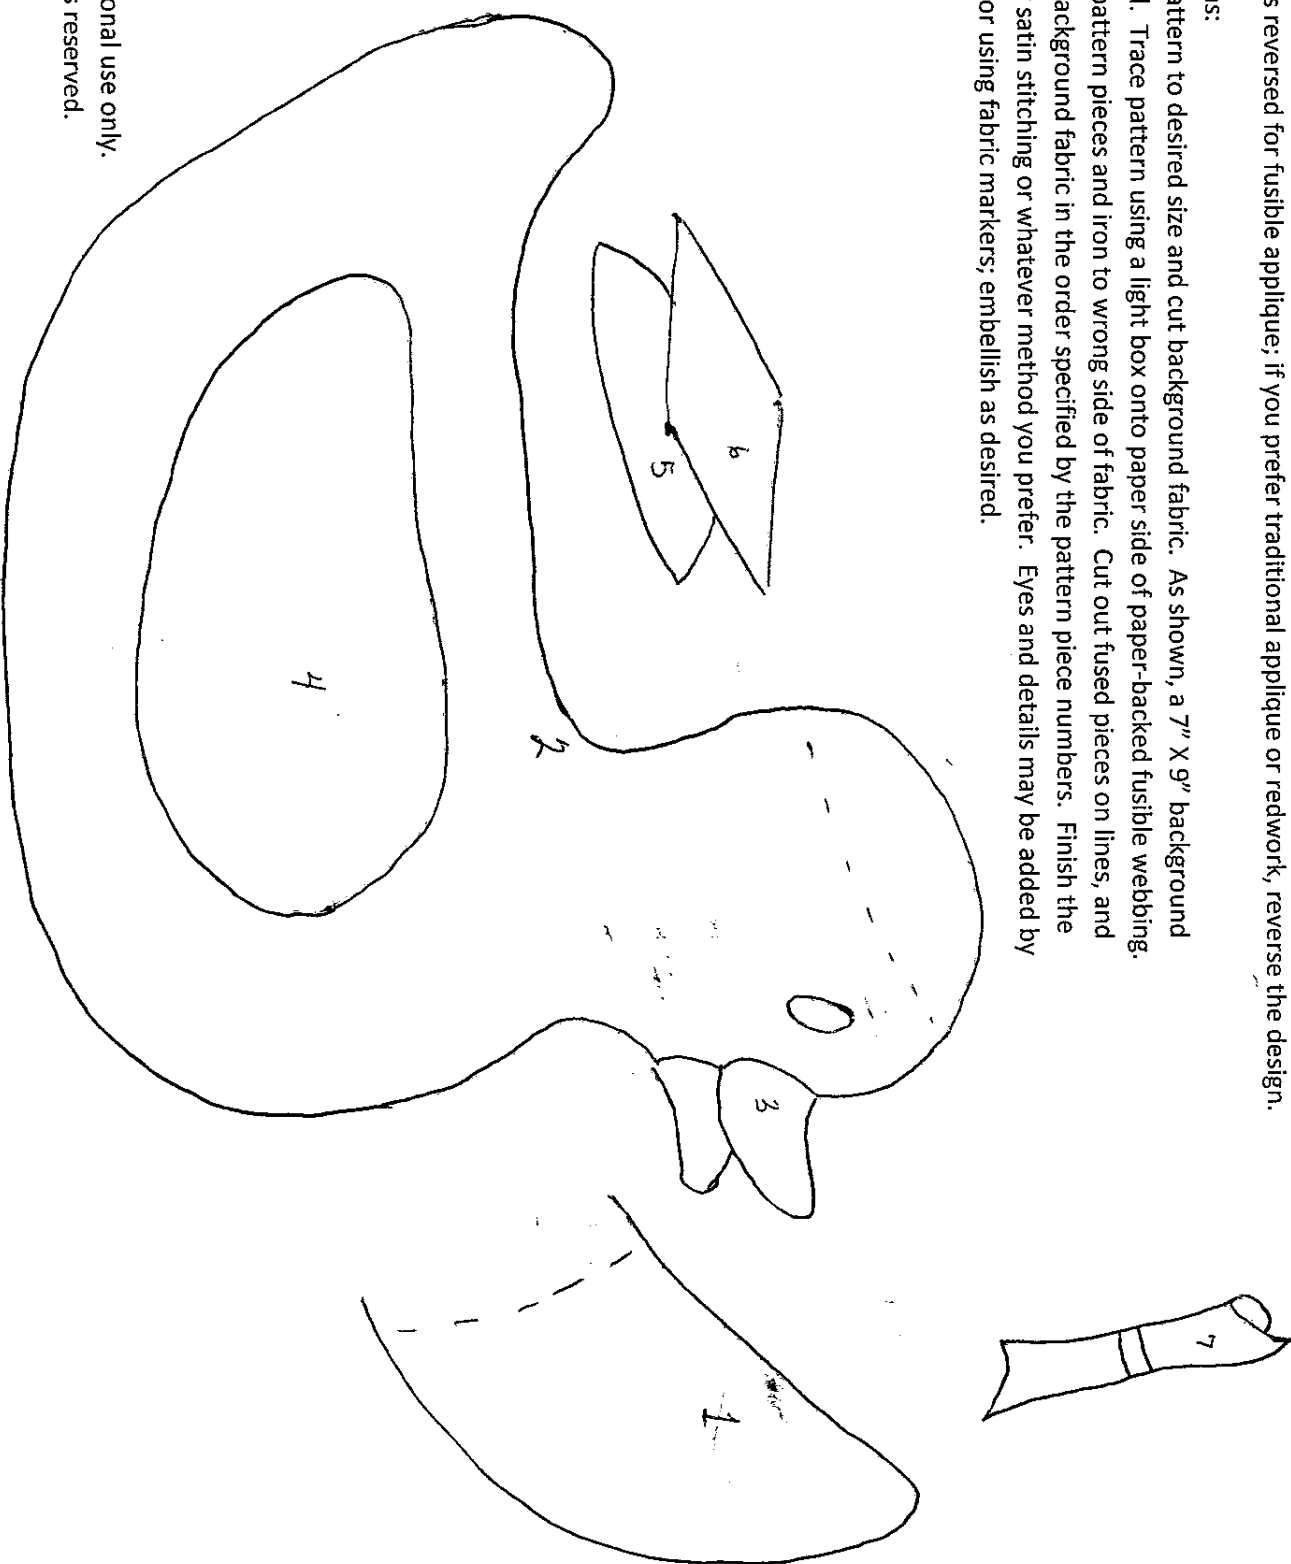 s reversed for fusible applique; if you prefer traditional applique or redwork, reverse the design.
ns:
attern to desired size and cut background fabric. As shown, a 7" X 9" background
l. Trace pattern using a light box onto paper side of paper-backed fusible webbing.
pattern pieces and iron to wrong side of fabric. Cut out fused pieces on lines, and
ackground fabric in the order specified by the pattern piece numbers. Finish the
satin stitching or whatever method you prefer. Eyes and details may be added by
or using fabric markers; embellish as desired.
6
5
7
3
2
1
4
onal use only.
s reserved.